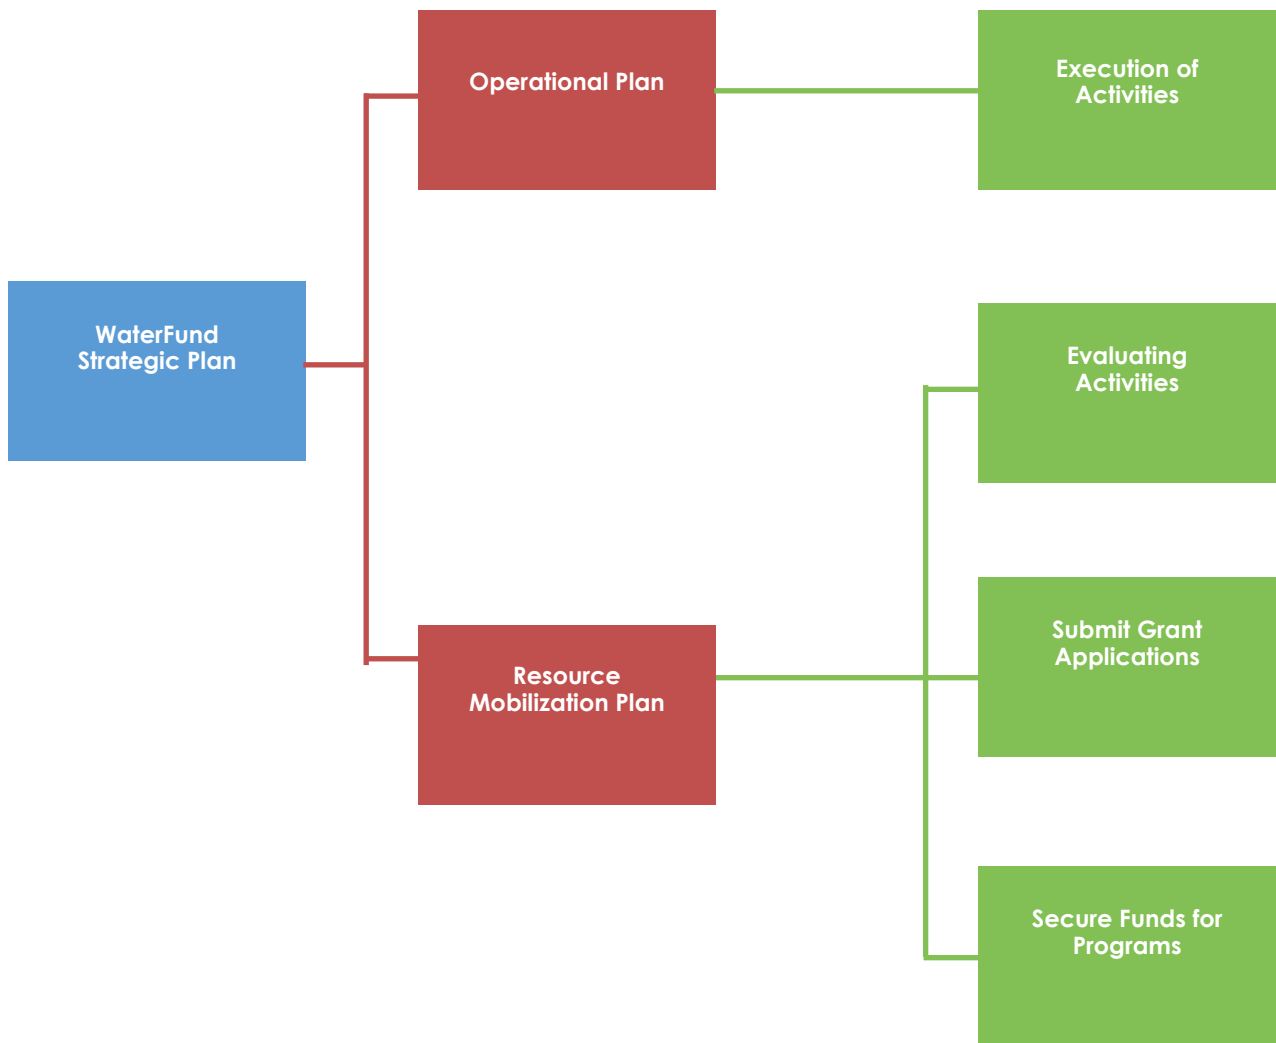 Operational Plan
Execution of
Activities
WaterFund
Strategic Plan
Evaluating
Activities
Submit Grant
Applications
Resource
Mobilization Plan
Secure Funds for
Programs